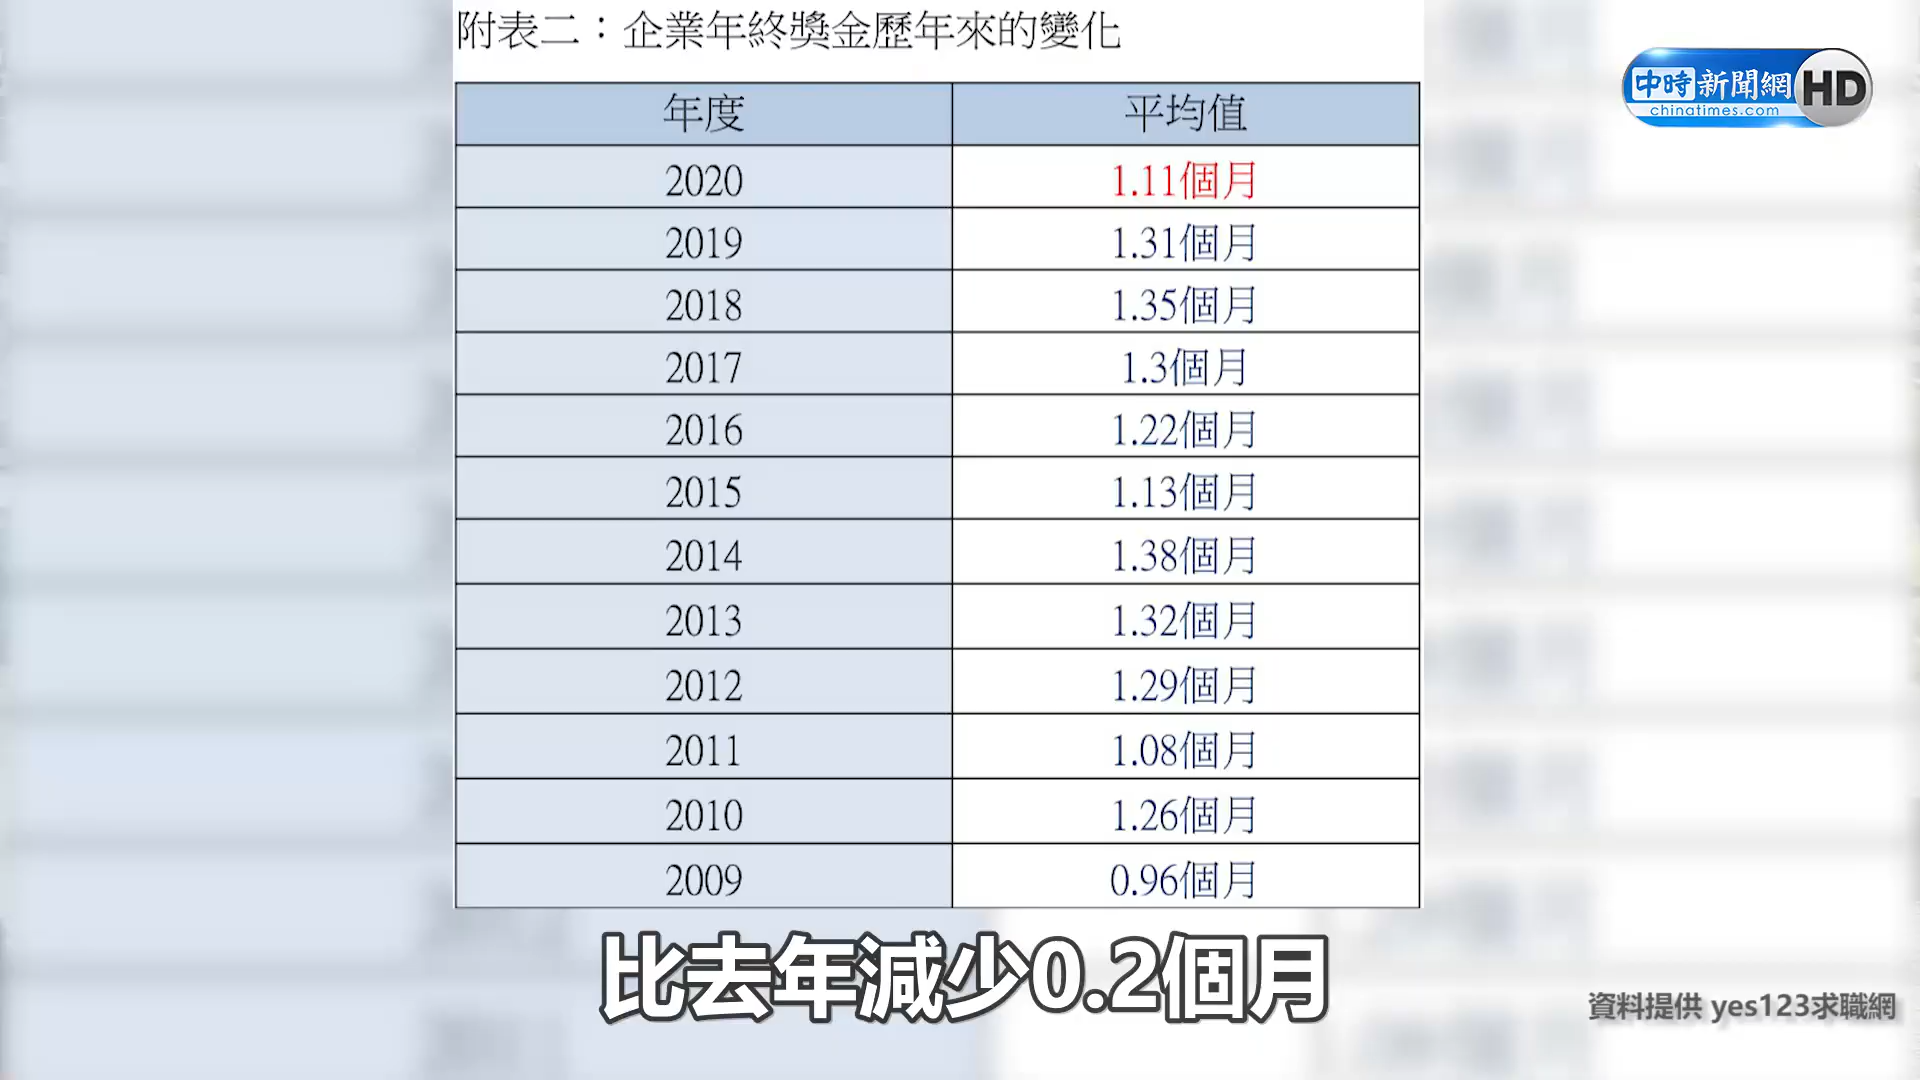 附表二：企業年終獎金歷年來的變化
中時新聞網 HD
chinatimes.com
年度 平均值
2020 1.11個月
2019 1.31個月
2018 1.35個月
2017 1.3個月
2016 1.22個月
2015 1.13個月
2014 1.38個月
2013 1.32個月
2012 1.29個月
2011 1.08個月
2010 1.26個月
2009 0.96個月
比去年減少0.2個月
資料提供 yes123求職網